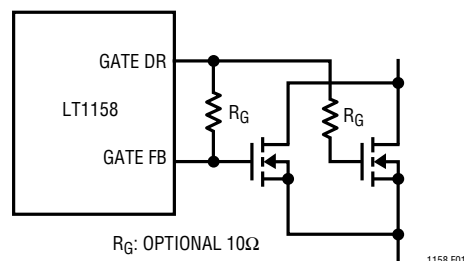 GATE DR
LT1158
R_G
R_G
GATE FB
R_G: OPTIONAL 10Ω
1158 F01